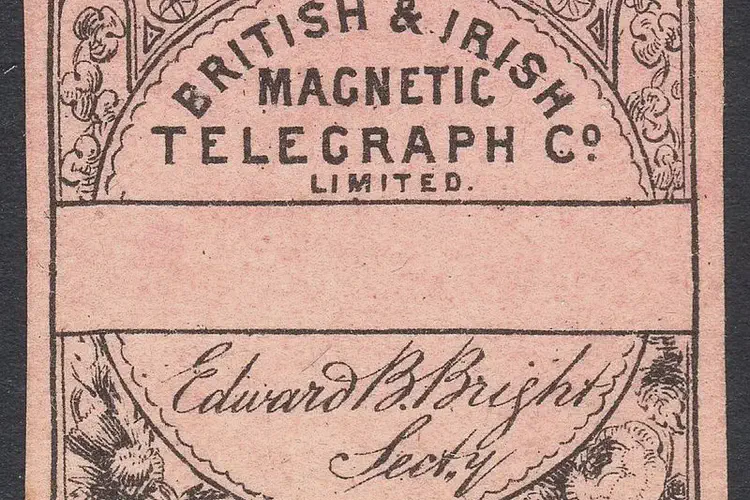 BRITISH & IRISH
MAGNETIC
TELEGRAPH Cº.
LIMITED.
Edward B. Bright
Sect.y